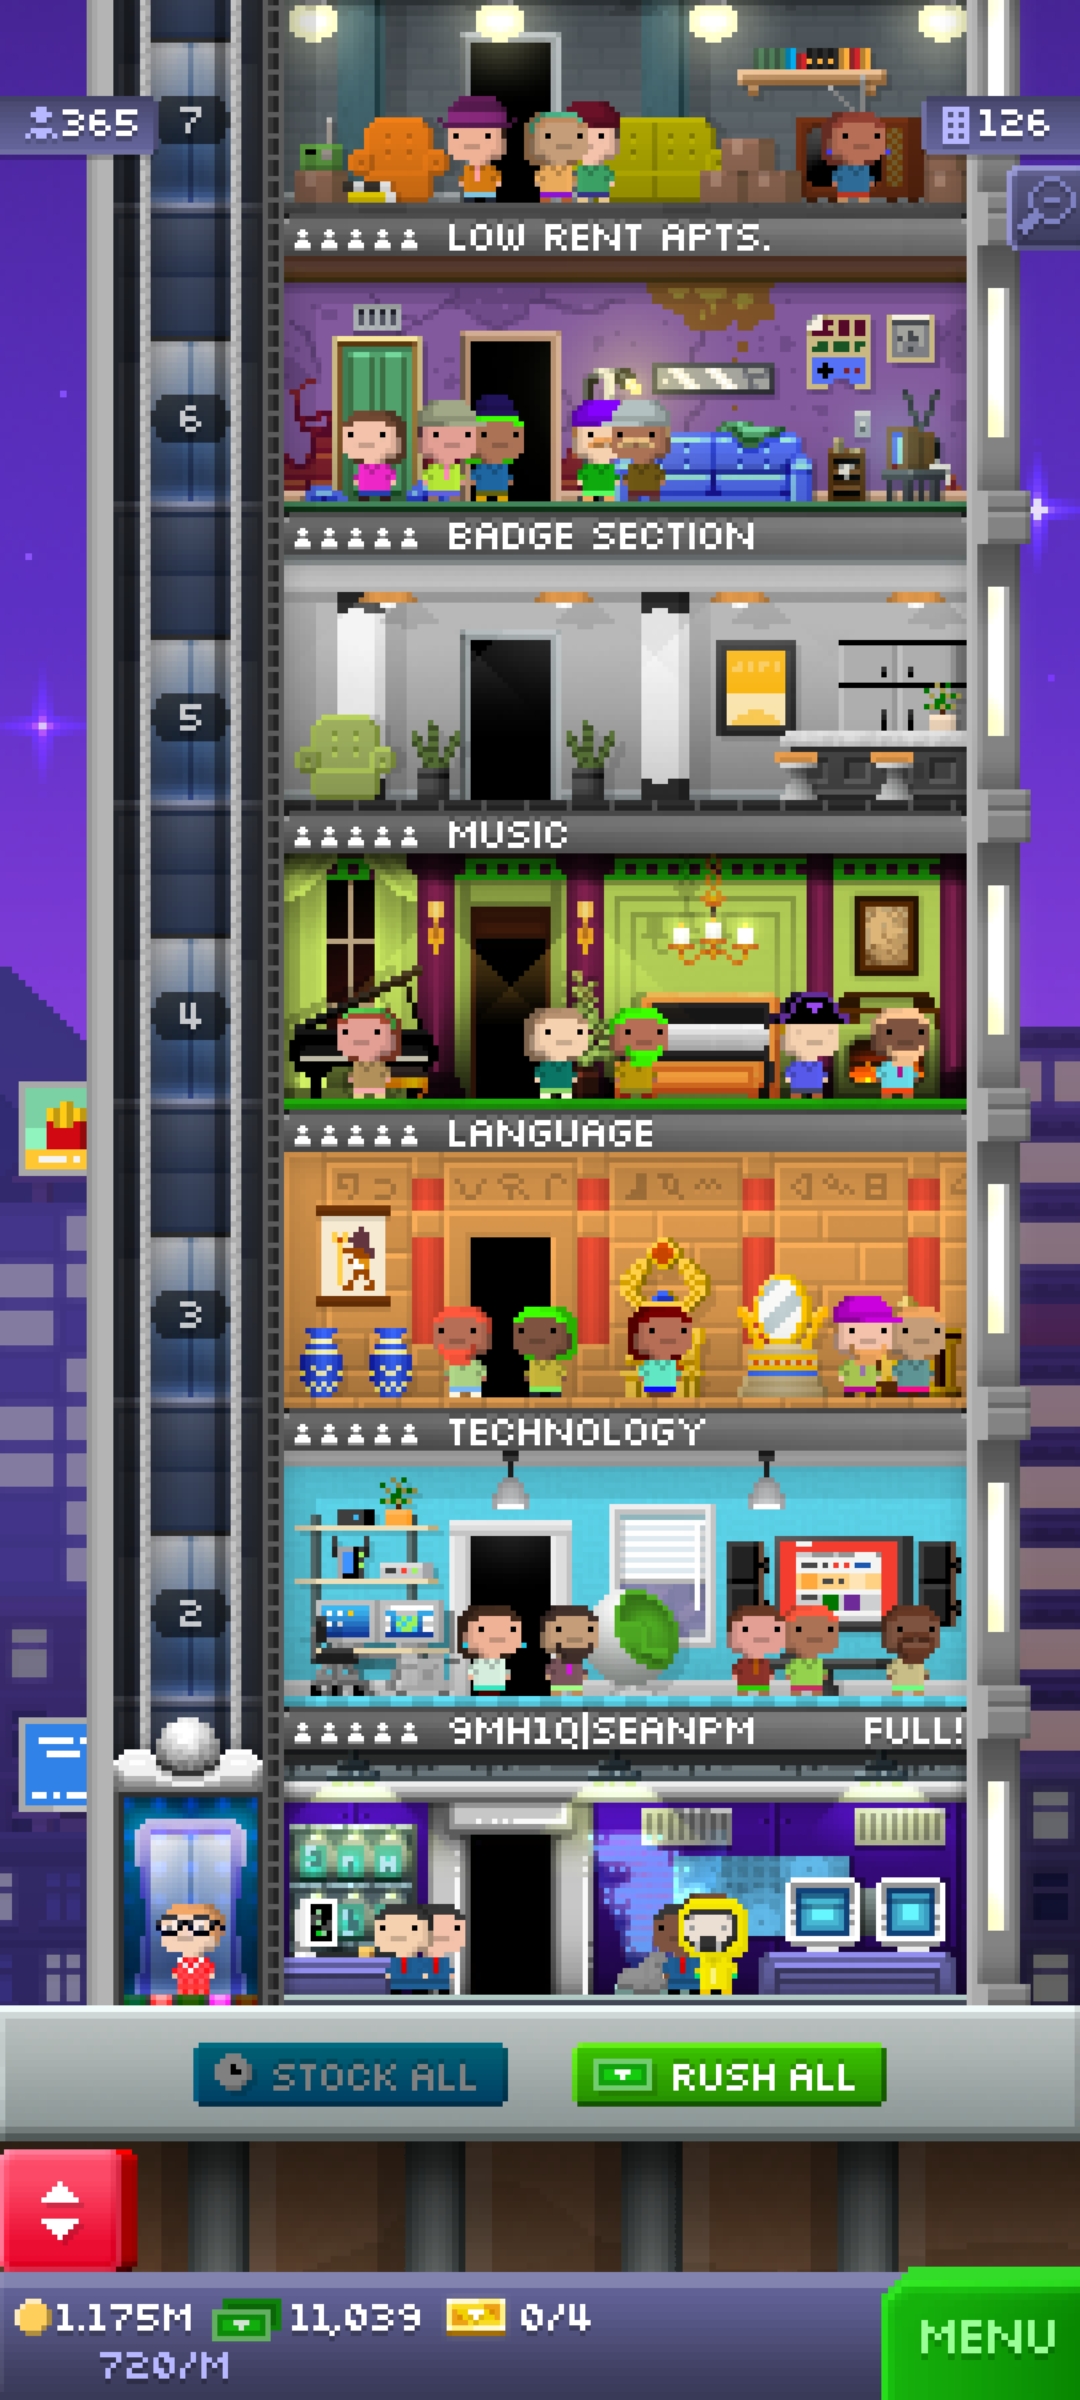 365
7
126
LOW RENT APTS.
6
BADGE SECTION
5
MUSIC
4
LANGUAGE
3
TECHNOLOGY
2
9MH1Q|SEANPM FULL!
STOCK ALL
RUSH ALL
1.175M 11,039 0/4
720/M
MENU